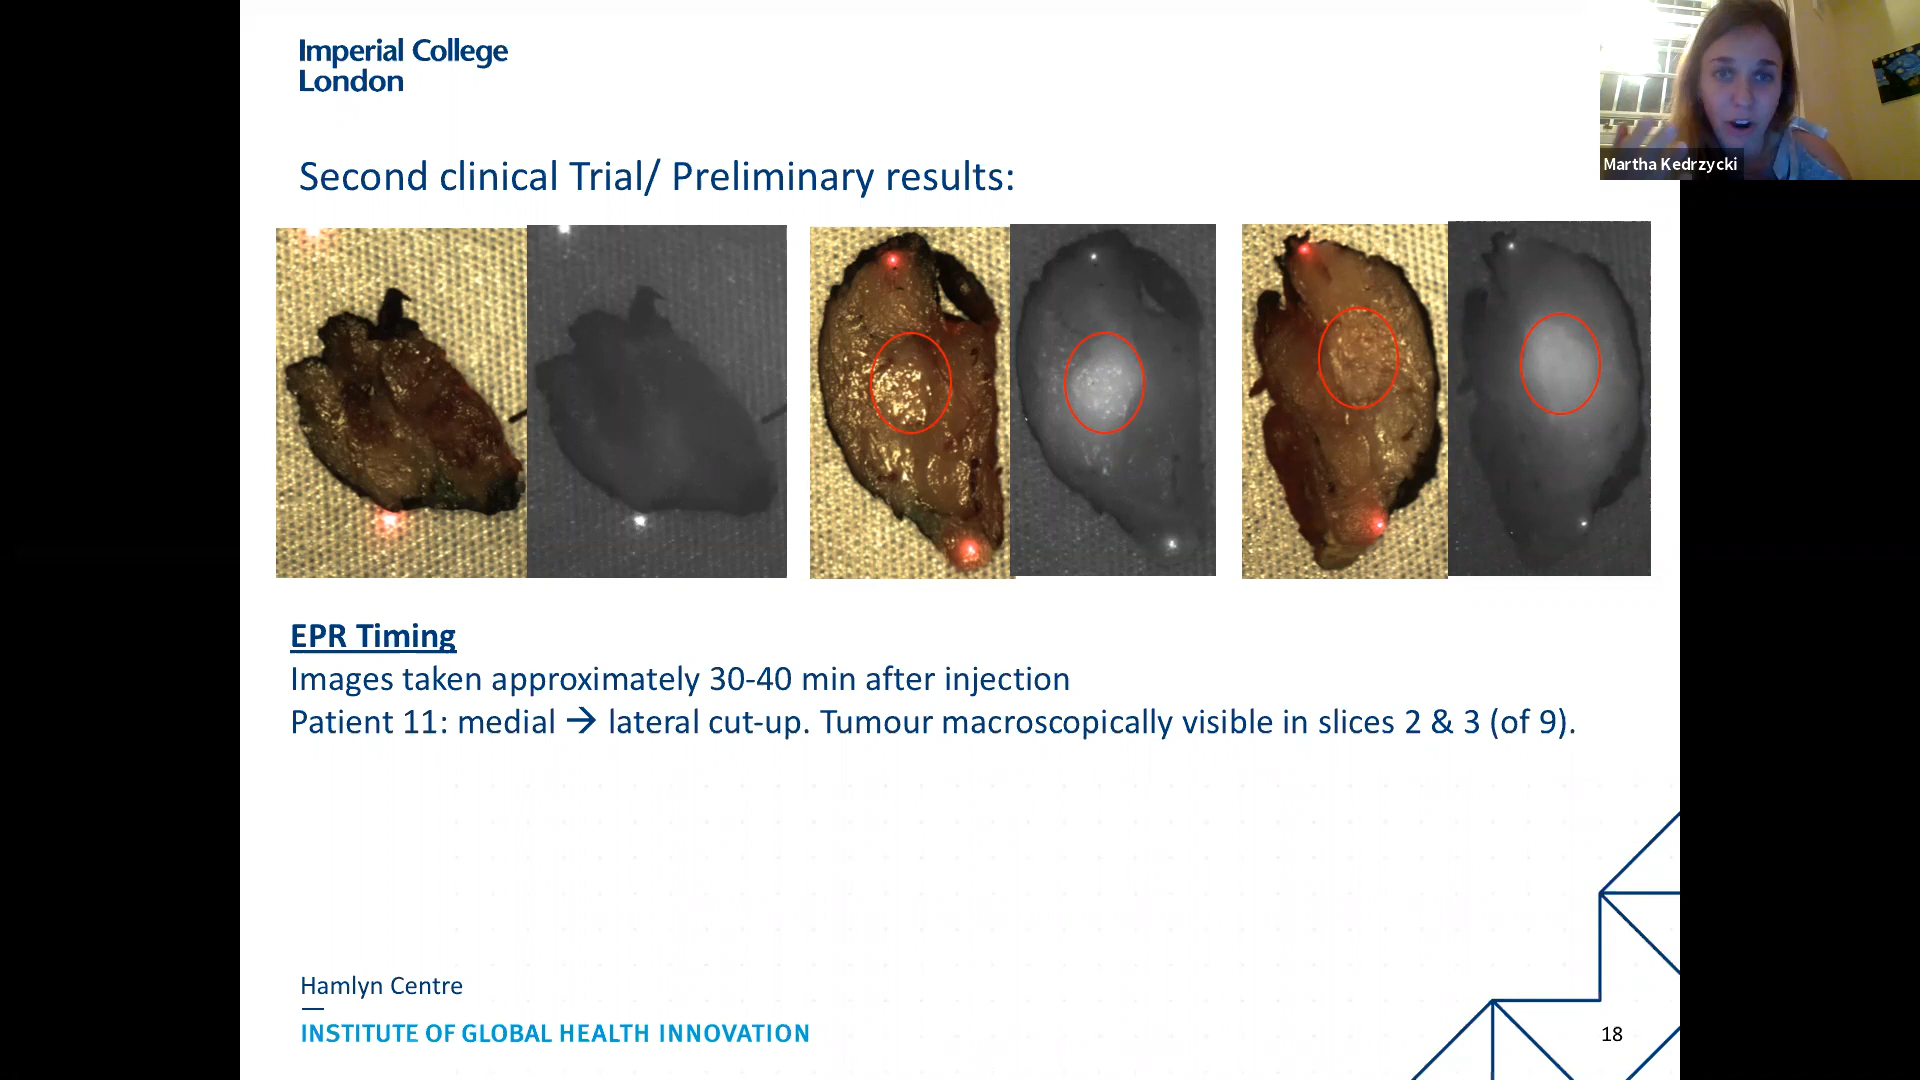 Imperial College
London
Martha Kedrzycki
Second clinical Trial/ Preliminary results:
EPR Timing
Images taken approximately 30-40 min after injection
Patient 11: medial → lateral cut-up. Tumour macroscopically visible in slices 2 & 3 (of 9).
Hamlyn Centre
INSTITUTE OF GLOBAL HEALTH INNOVATION
18